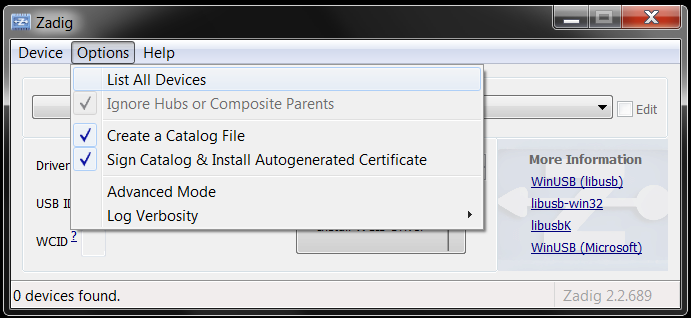 Zadig
Device Options Help
List All Devices
Ignore Hubs or Composite Parents
Edit
Create a Catalog File
Sign Catalog & Install Autogenerated Certificate
Advanced Mode
Log Verbosity
Driver
USB I
WCID ?
More Information
WinUSB (libusb)
libusb-win32
libusbK
WinUSB (Microsoft)
0 devices found.
Zadig 2.2.689